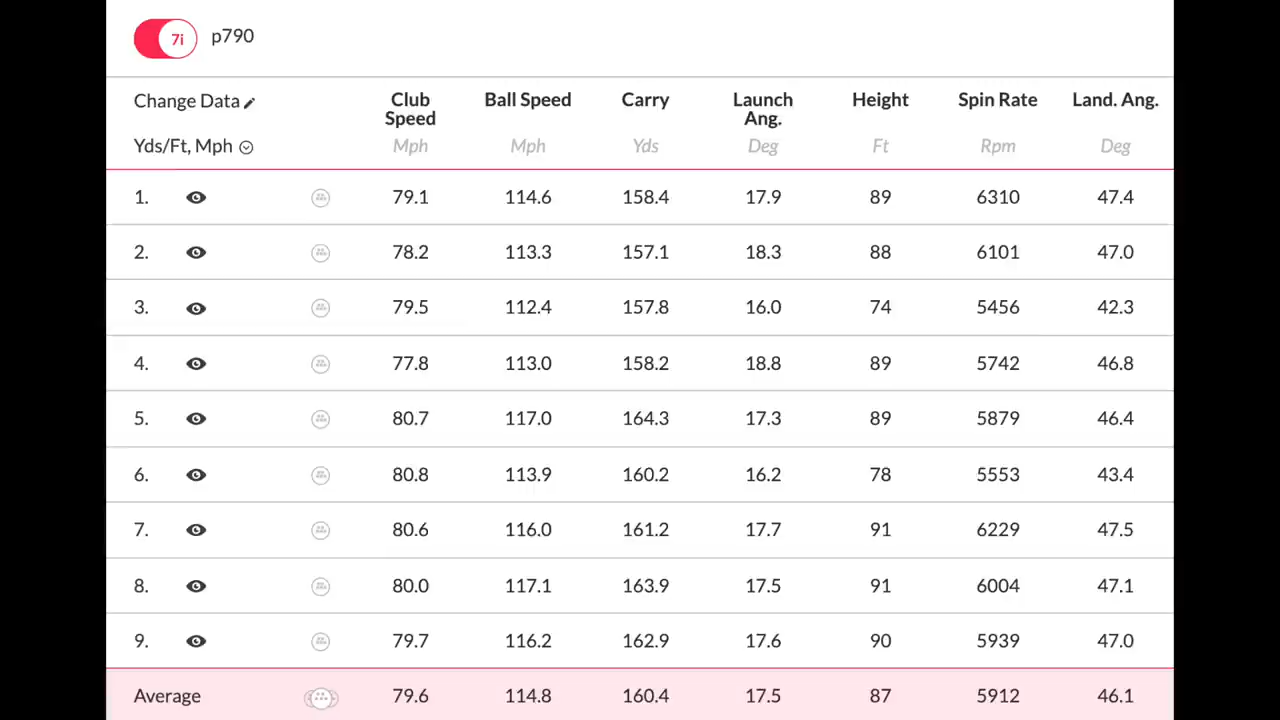 7i p790
Change Data Club Speed Ball Speed Carry Launch Ang. Height Spin Rate Land. Ang.
Yds/Ft, Mph Mph Mph Yds Deg Ft Rpm Deg
1. 79.1 114.6 158.4 17.9 89 6310 47.4
2. 78.2 113.3 157.1 18.3 88 6101 47.0
3. 79.5 112.4 157.8 16.0 74 5456 42.3
4. 77.8 113.0 158.2 18.8 89 5742 46.8
5. 80.7 117.0 164.3 17.3 89 5879 46.4
6. 80.8 113.9 160.2 16.2 78 5553 43.4
7. 80.6 116.0 161.2 17.7 91 6229 47.5
8. 80.0 117.1 163.9 17.5 91 6004 47.1
9. 79.7 116.2 162.9 17.6 90 5939 47.0
Average 79.6 114.8 160.4 17.5 87 5912 46.1